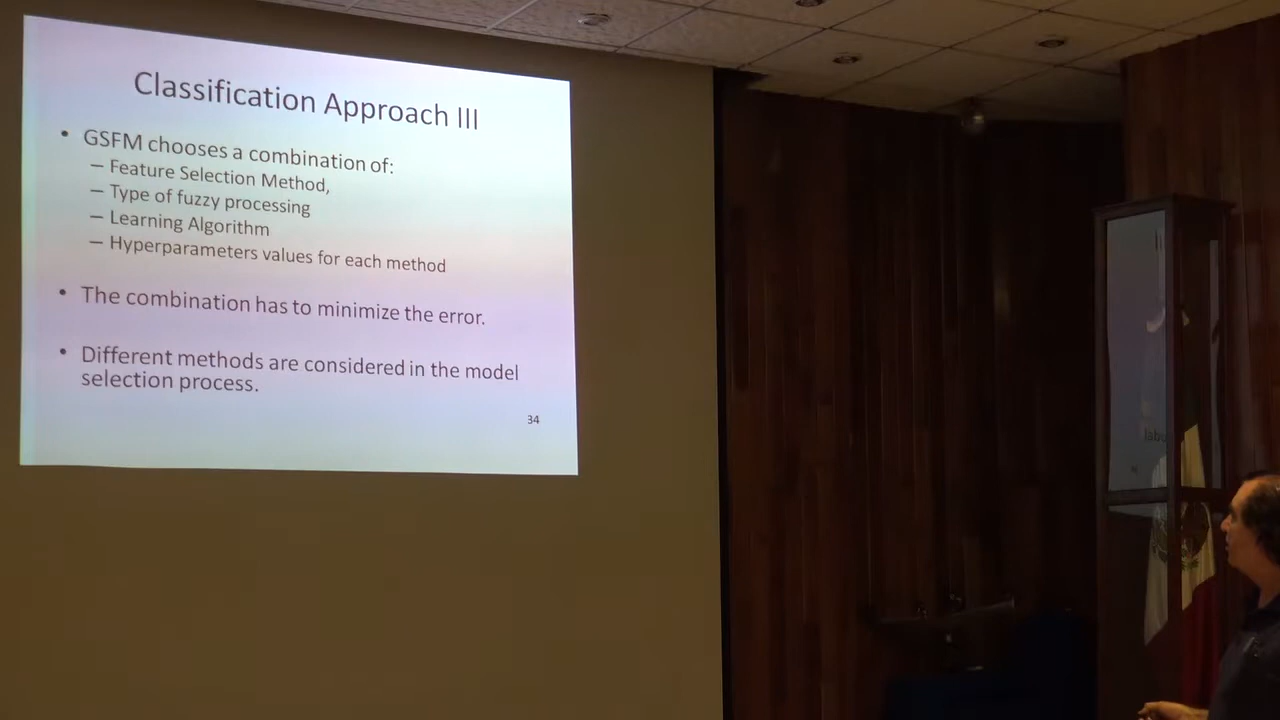 Classification Approach III
• GSFM chooses a combination of:
– Feature Selection Method,
– Type of fuzzy processing
– Learning Algorithm
– Hyperparameters values for each method
• The combination has to minimize the error.
• Different methods are considered in the model
selection process.
34